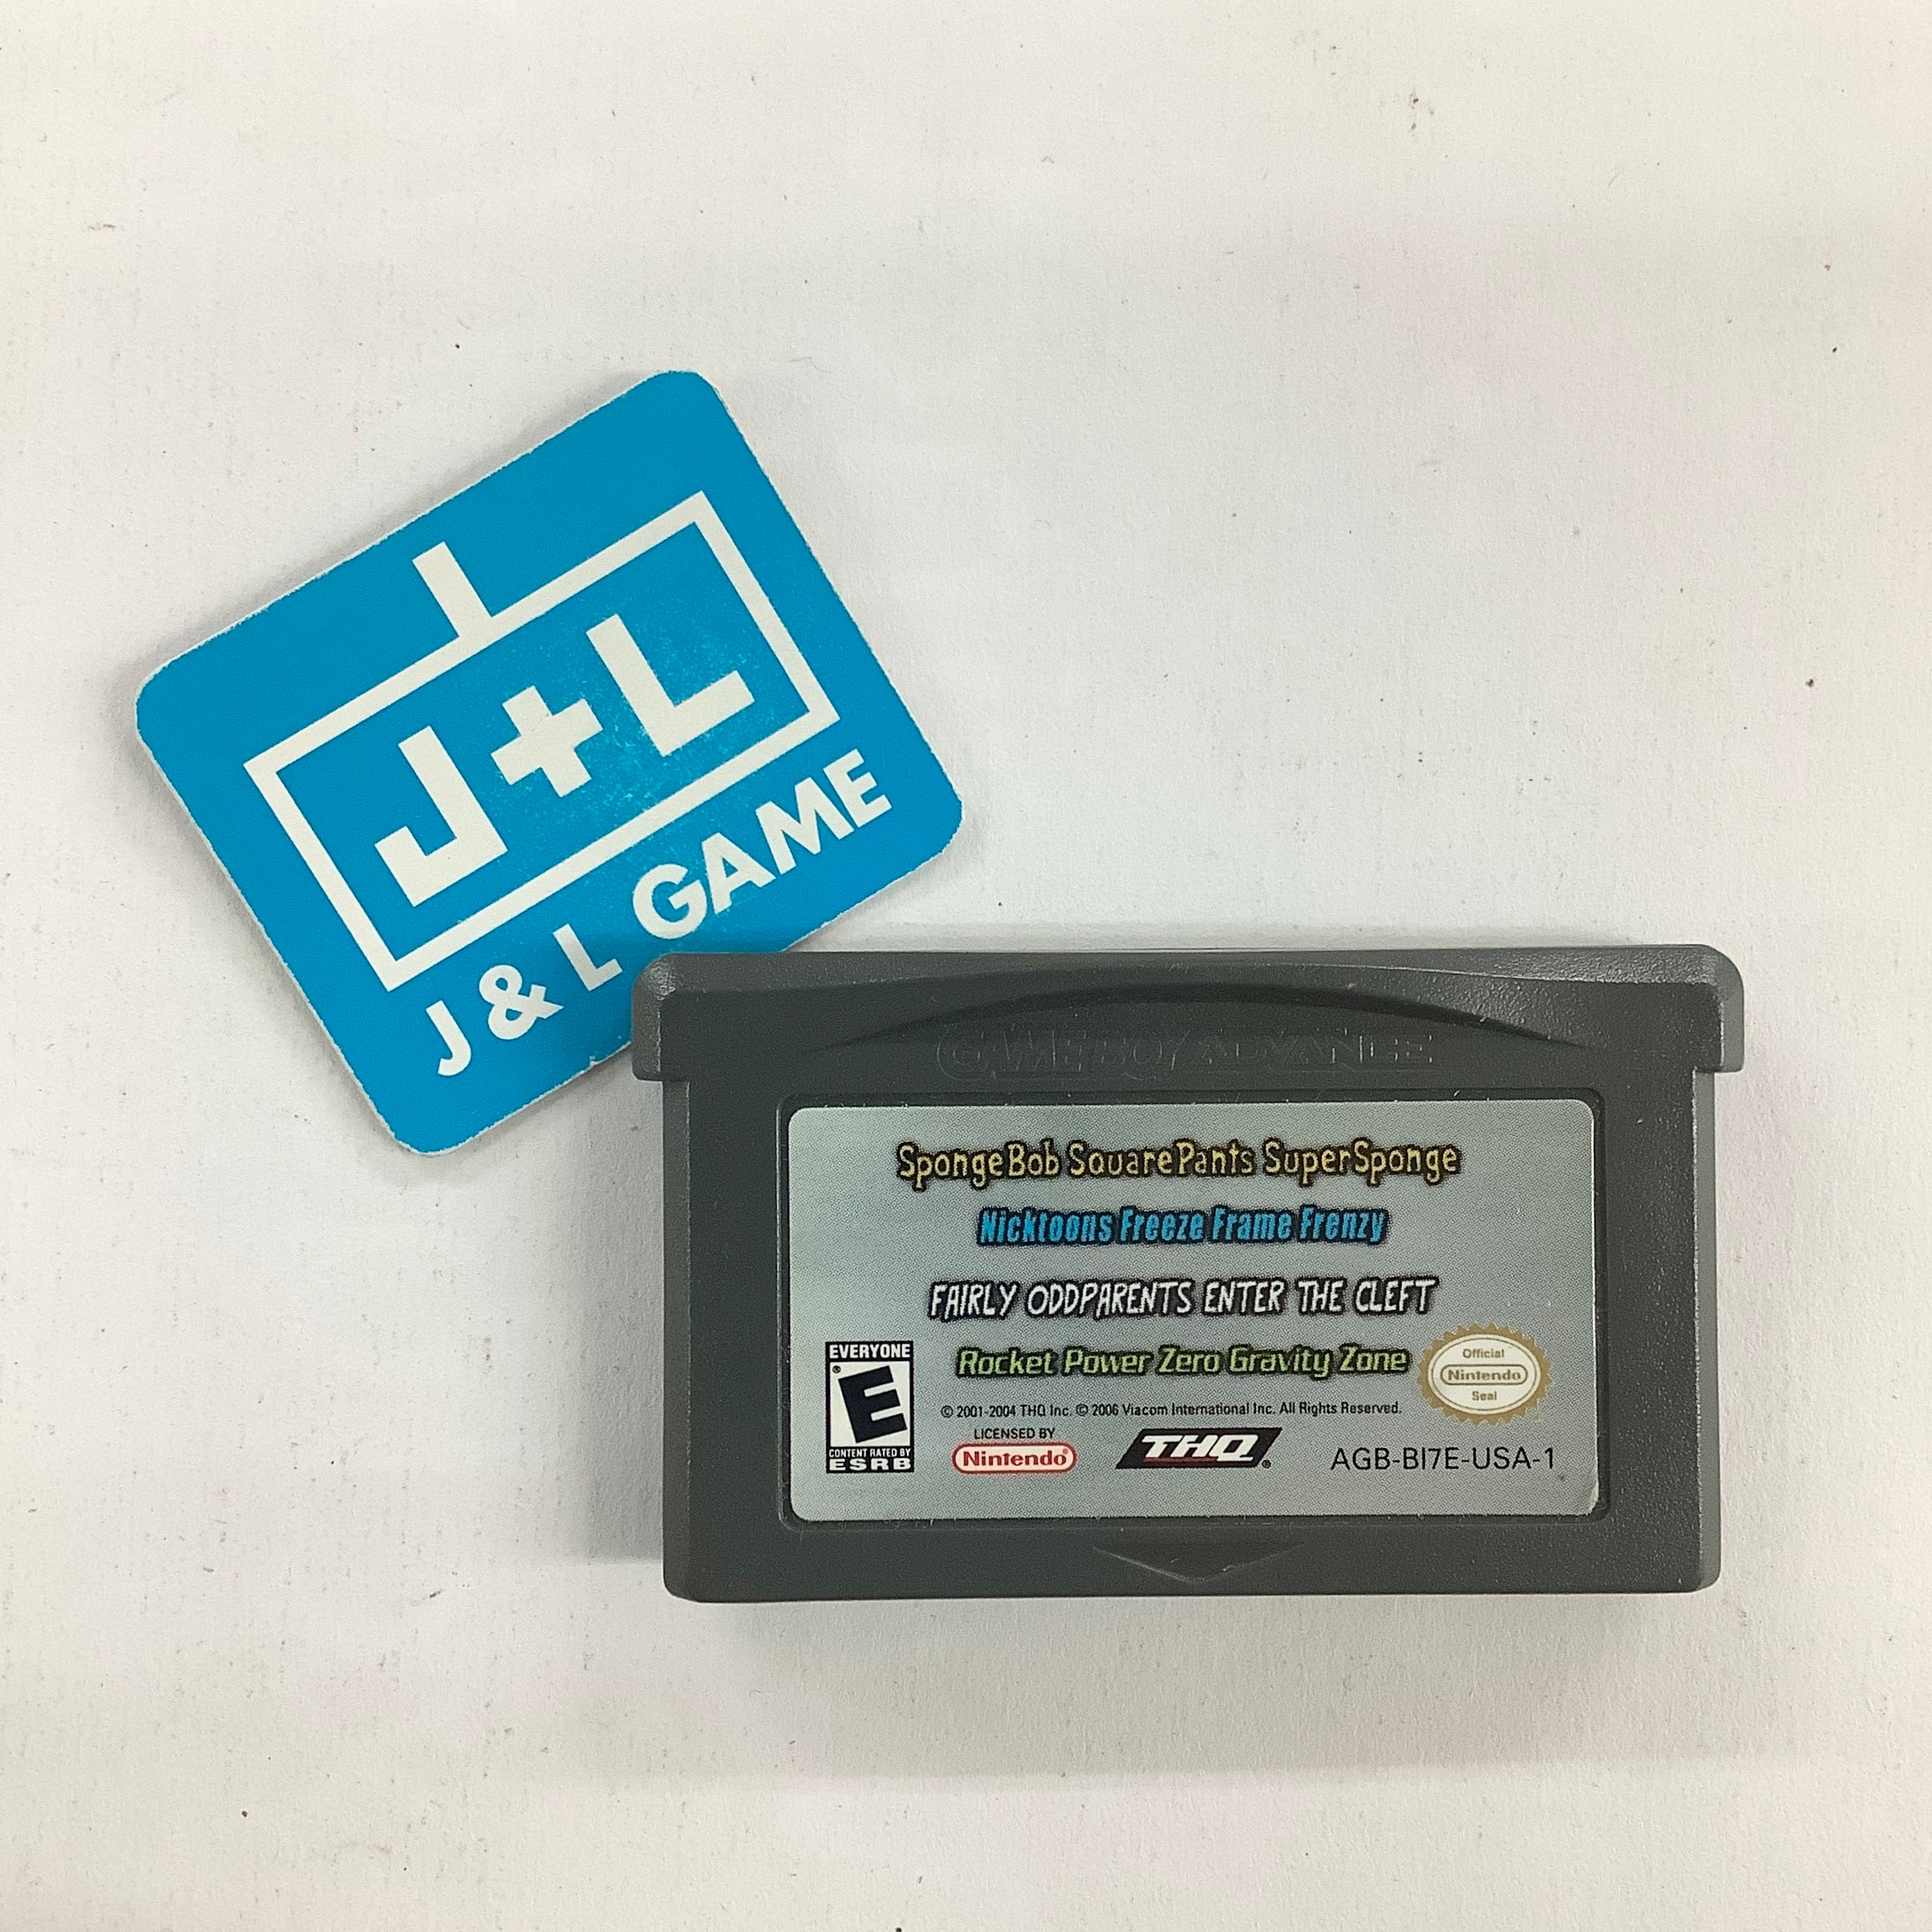 J+L
J & L GAME
GAME BOY ADVANCE
SpongeBob SquarePants SuperSponge
Nicktoons Freeze Frame Frenzy
FAIRLY ODDPARENTS ENTER THE CLEFT
Rocket Power Zero Gravity Zone
© 2001-2004 THQ Inc. © 2006 Viacom International Inc. All Rights Reserved.
EVERYONE
E
CONTENT RATED BY
ESRB
LICENSED BY
Nintendo®
THQ®
Official
Nintendo
Seal
AGB-BI7E-USA-1